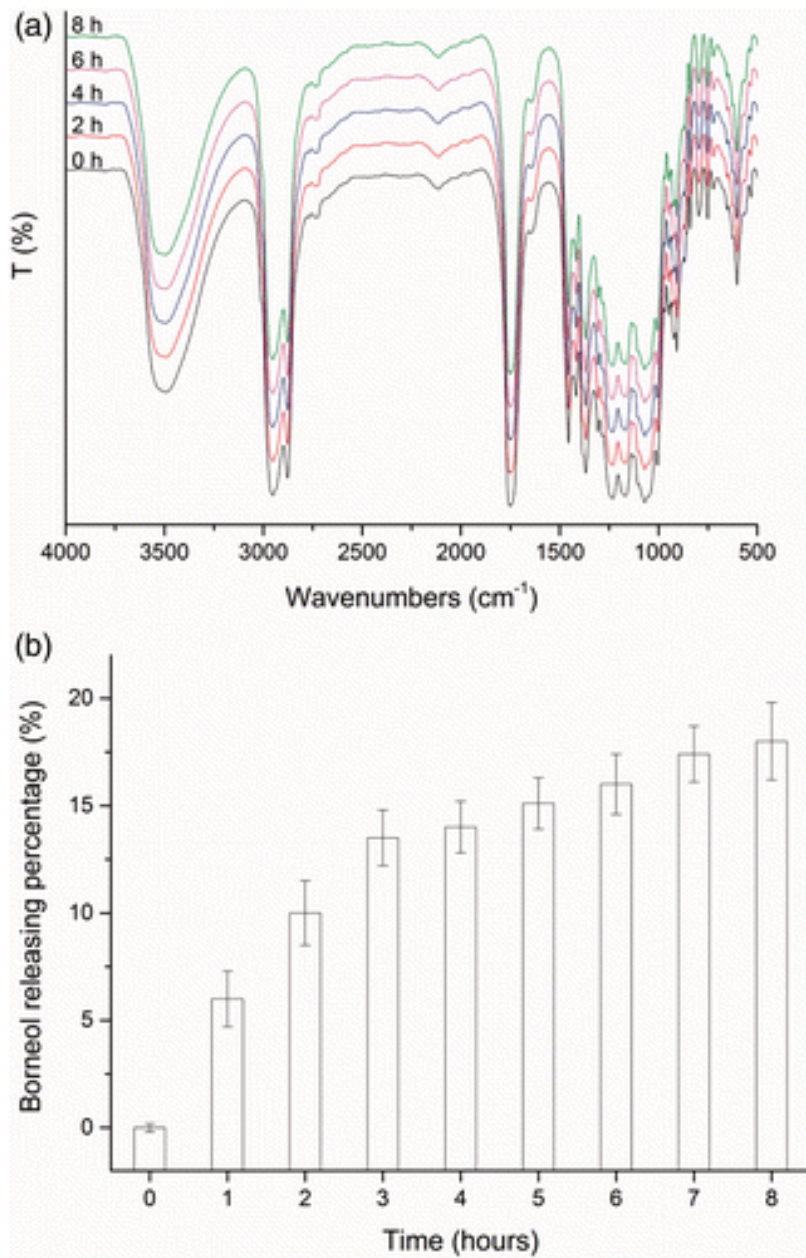 (a)
8 h
6 h
4 h
2 h
0 h
T (%)
4000 3500 3000 2500 2000 1500 1000 500
Wavenumbers (cm⁻¹)
(b)
Borneol releasing percentage (%)
20
15
10
5
0
0 1 2 3 4 5 6 7 8
Time (hours)